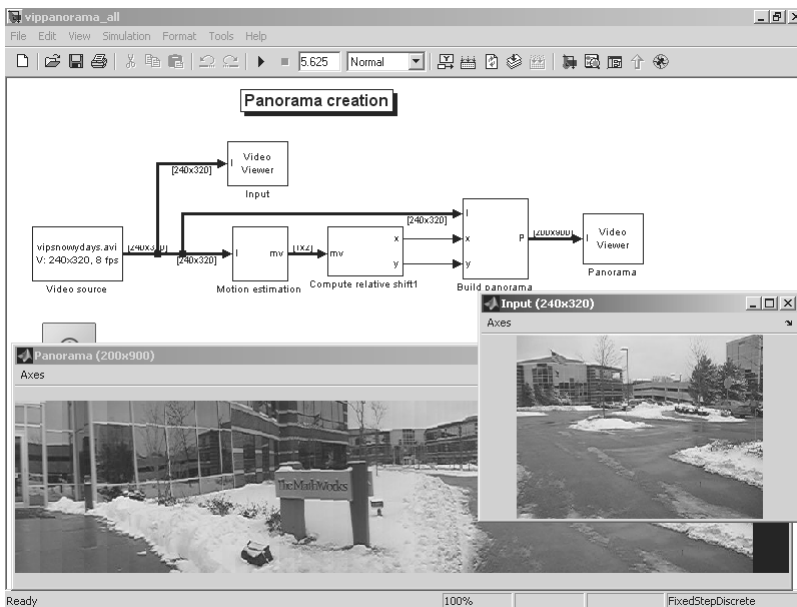 vippanorama_all
File Edit View Simulation Format Tools Help
5.625 Normal
Panorama creation
Video
Viewer
I
[240x320]
Input
[240x320]
I
vipsnowydays.avi
V: 240x320, 8 fps
[240x320]
[240x320]
I mv
[1x2]
mv
x
y
x
y
P
[200x900]
I
Video
Viewer
Video source
Motion estimation
Compute relative shift1
Build panorama
Panorama
Input (240x320)
Axes
Panorama (200x900)
Axes
The MathWorks
Ready
100%
FixedStepDiscrete